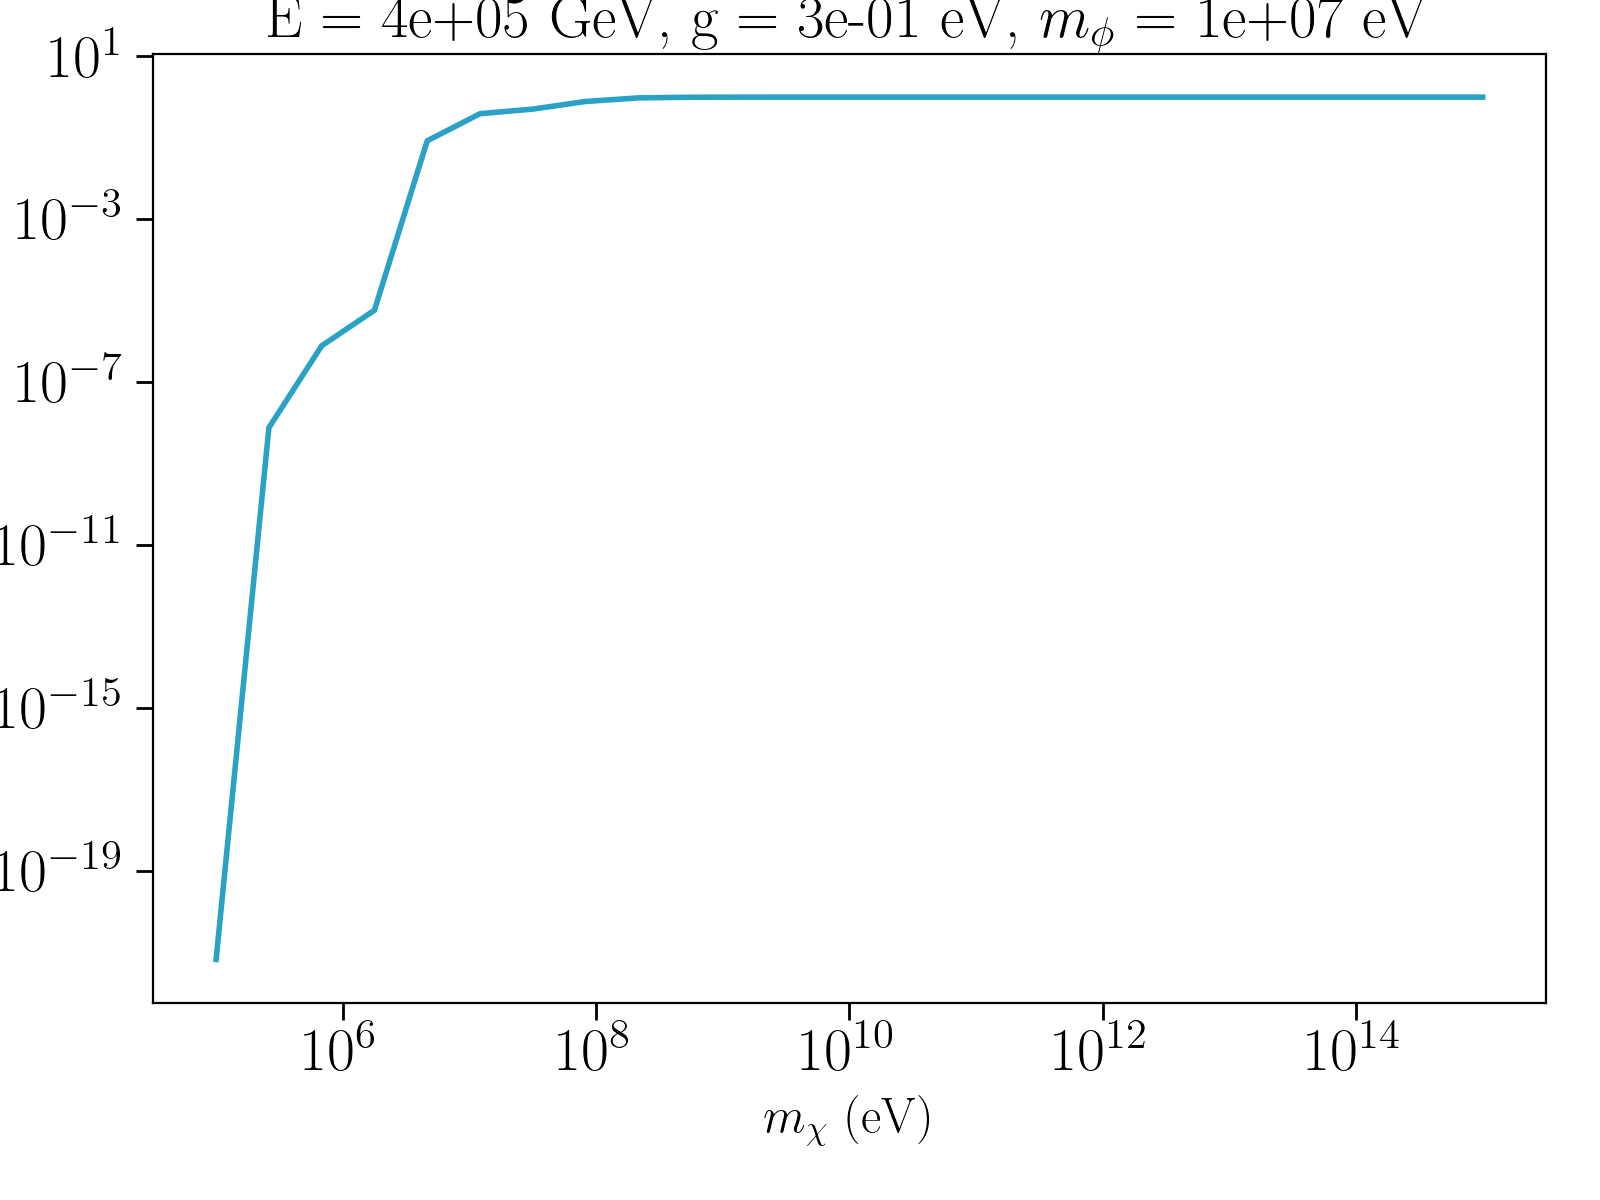 E = 4e+05 GeV, g = 3e-01 eV, $m_\phi$ = 1e+07 eV
$10^{1}$
$10^{-3}$
$10^{-7}$
$10^{-11}$
$10^{-15}$
$10^{-19}$
$10^{6}$ $10^{8}$ $10^{10}$ $10^{12}$ $10^{14}$
$m_\chi$ (eV)